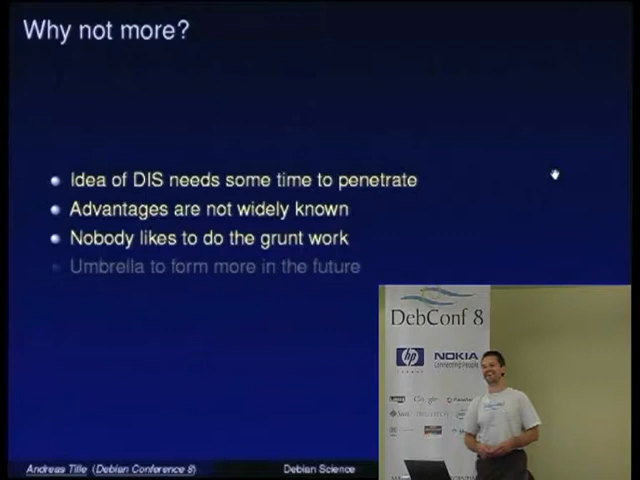 Why not more?
Idea of DIS needs some time to penetrate
Advantages are not widely known
Nobody likes to do the grunt work
Umbrella to form more in the future
DebConf 8
hp
NOKIA
Connecting People
Google
Andreas Tille (Debian Conference 8)
Debian Science